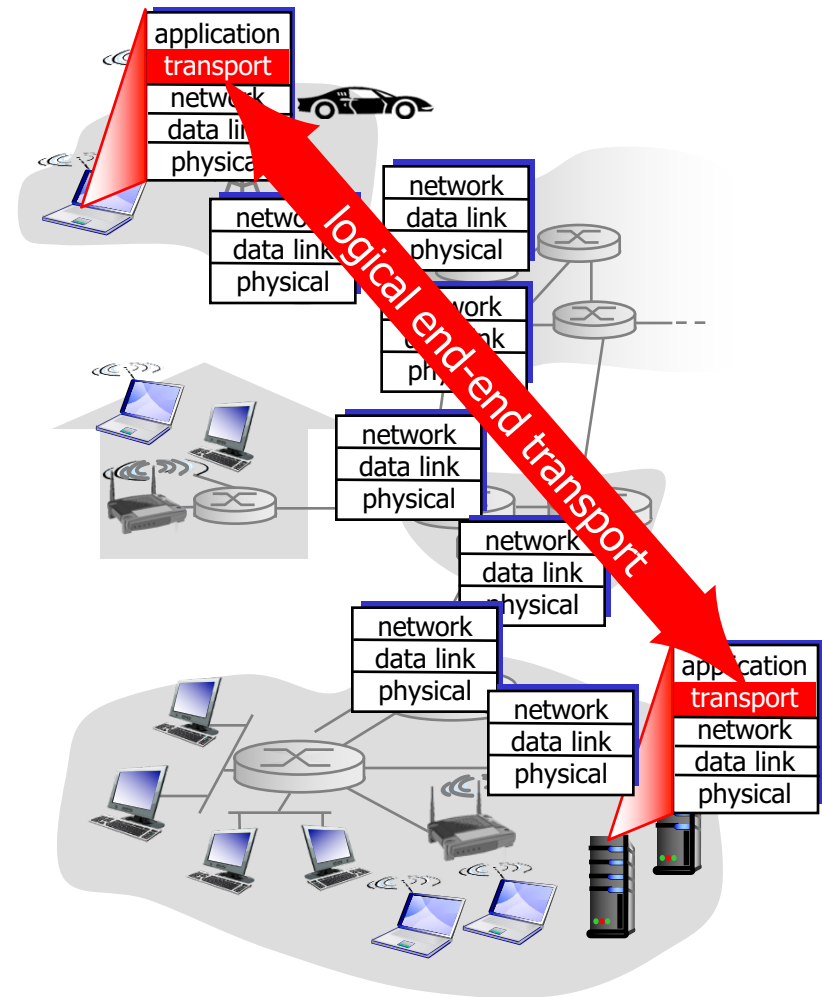 application
transport
network
data link
physical
network
data link
physical
network
data link
physical
network
logical end-end transport
network
data link
physical
network
data link
physical
network
data link
physical
network
data link
physical
application
transport
network
data link
physical